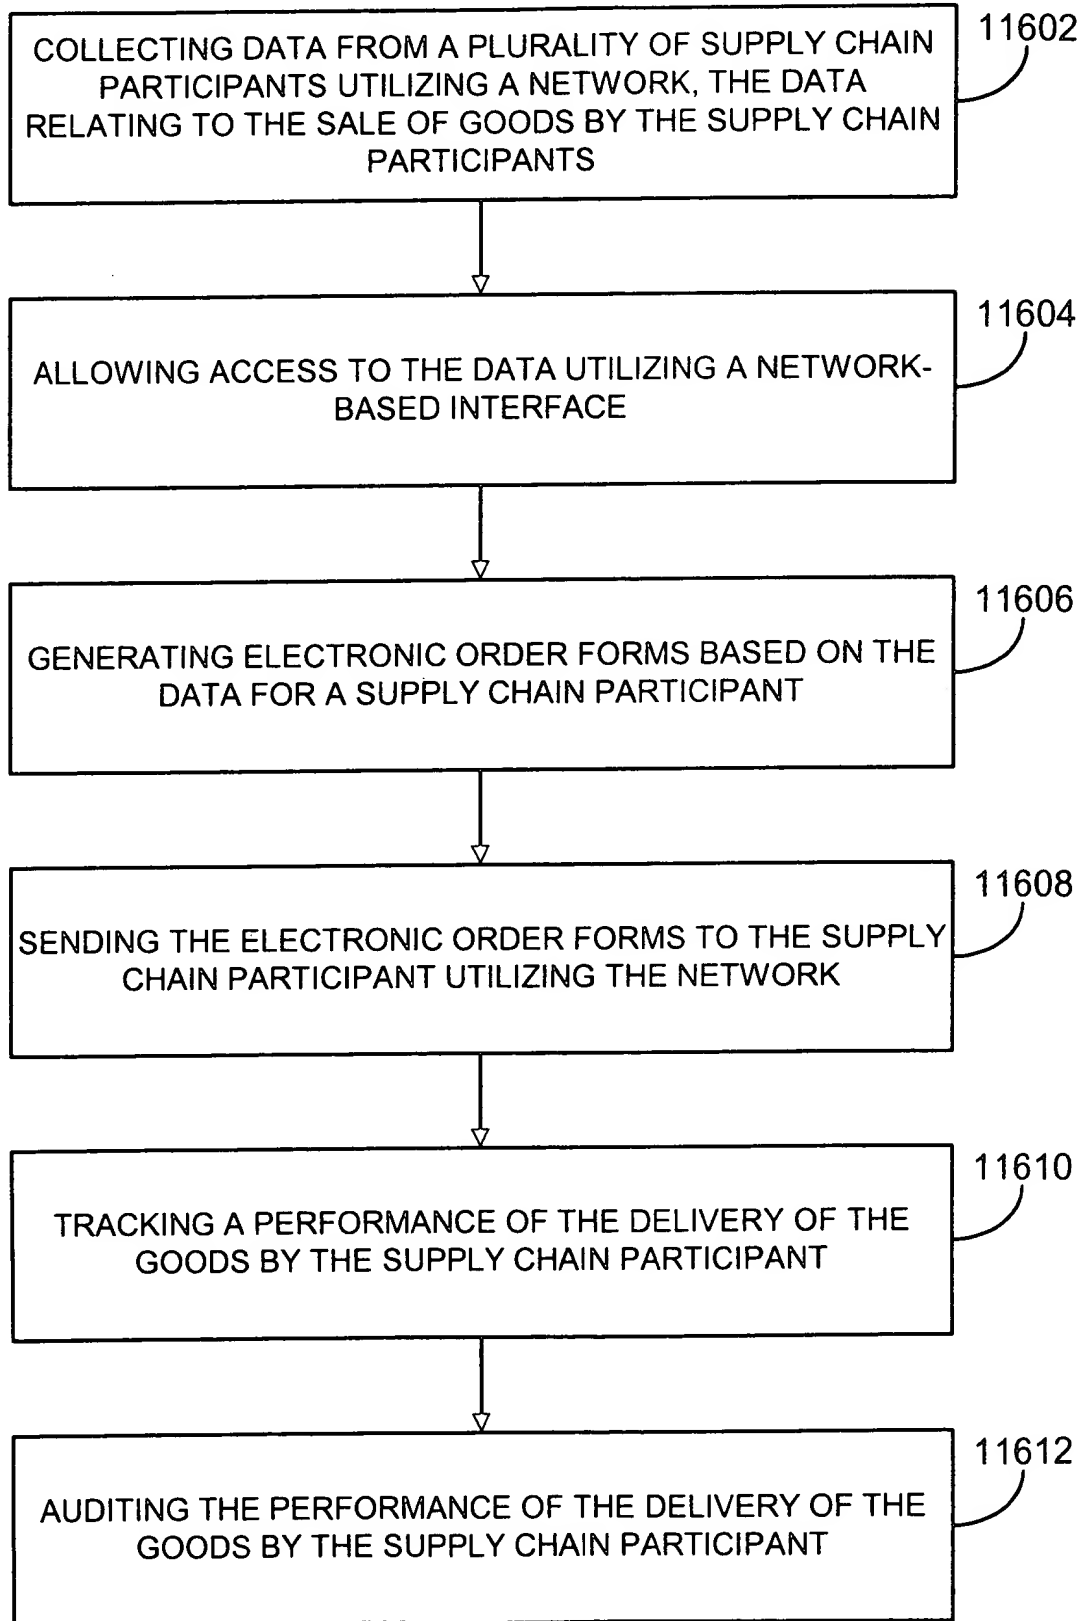 COLLECTING DATA FROM A PLURALITY OF SUPPLY CHAIN
PARTICIPANTS UTILIZING A NETWORK, THE DATA
RELATING TO THE SALE OF GOODS BY THE SUPPLY CHAIN
PARTICIPANTS
11602
ALLOWING ACCESS TO THE DATA UTILIZING A NETWORK-
BASED INTERFACE
11604
GENERATING ELECTRONIC ORDER FORMS BASED ON THE
DATA FOR A SUPPLY CHAIN PARTICIPANT
11606
SENDING THE ELECTRONIC ORDER FORMS TO THE SUPPLY
CHAIN PARTICIPANT UTILIZING THE NETWORK
11608
TRACKING A PERFORMANCE OF THE DELIVERY OF THE
GOODS BY THE SUPPLY CHAIN PARTICIPANT
11610
AUDITING THE PERFORMANCE OF THE DELIVERY OF THE
GOODS BY THE SUPPLY CHAIN PARTICIPANT
11612